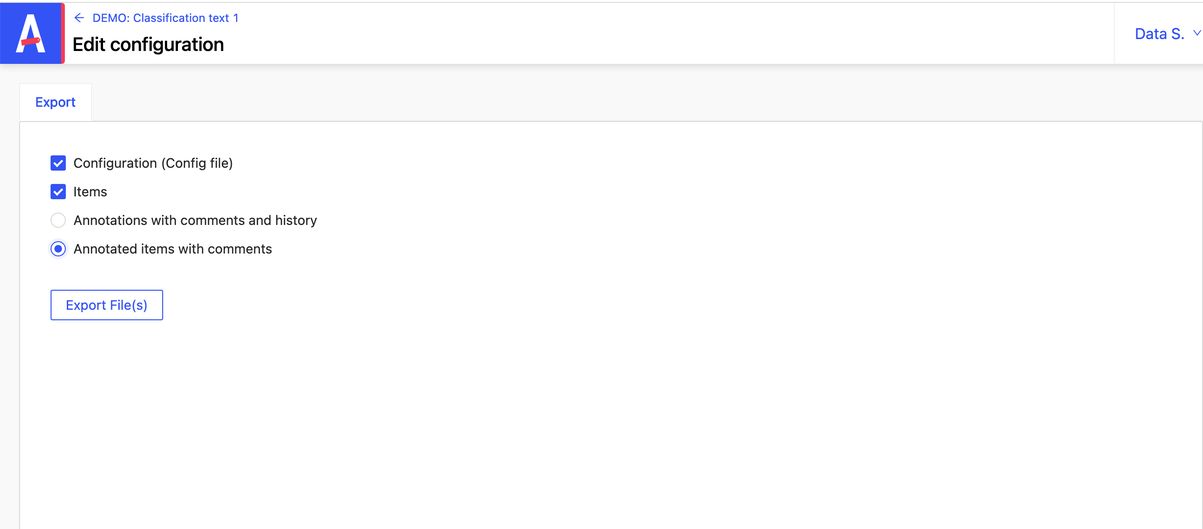 ← DEMO: Classification text 1
Edit configuration
Data S.
Export
Configuration (Config file)
Items
Annotations with comments and history
Annotated items with comments
Export File(s)